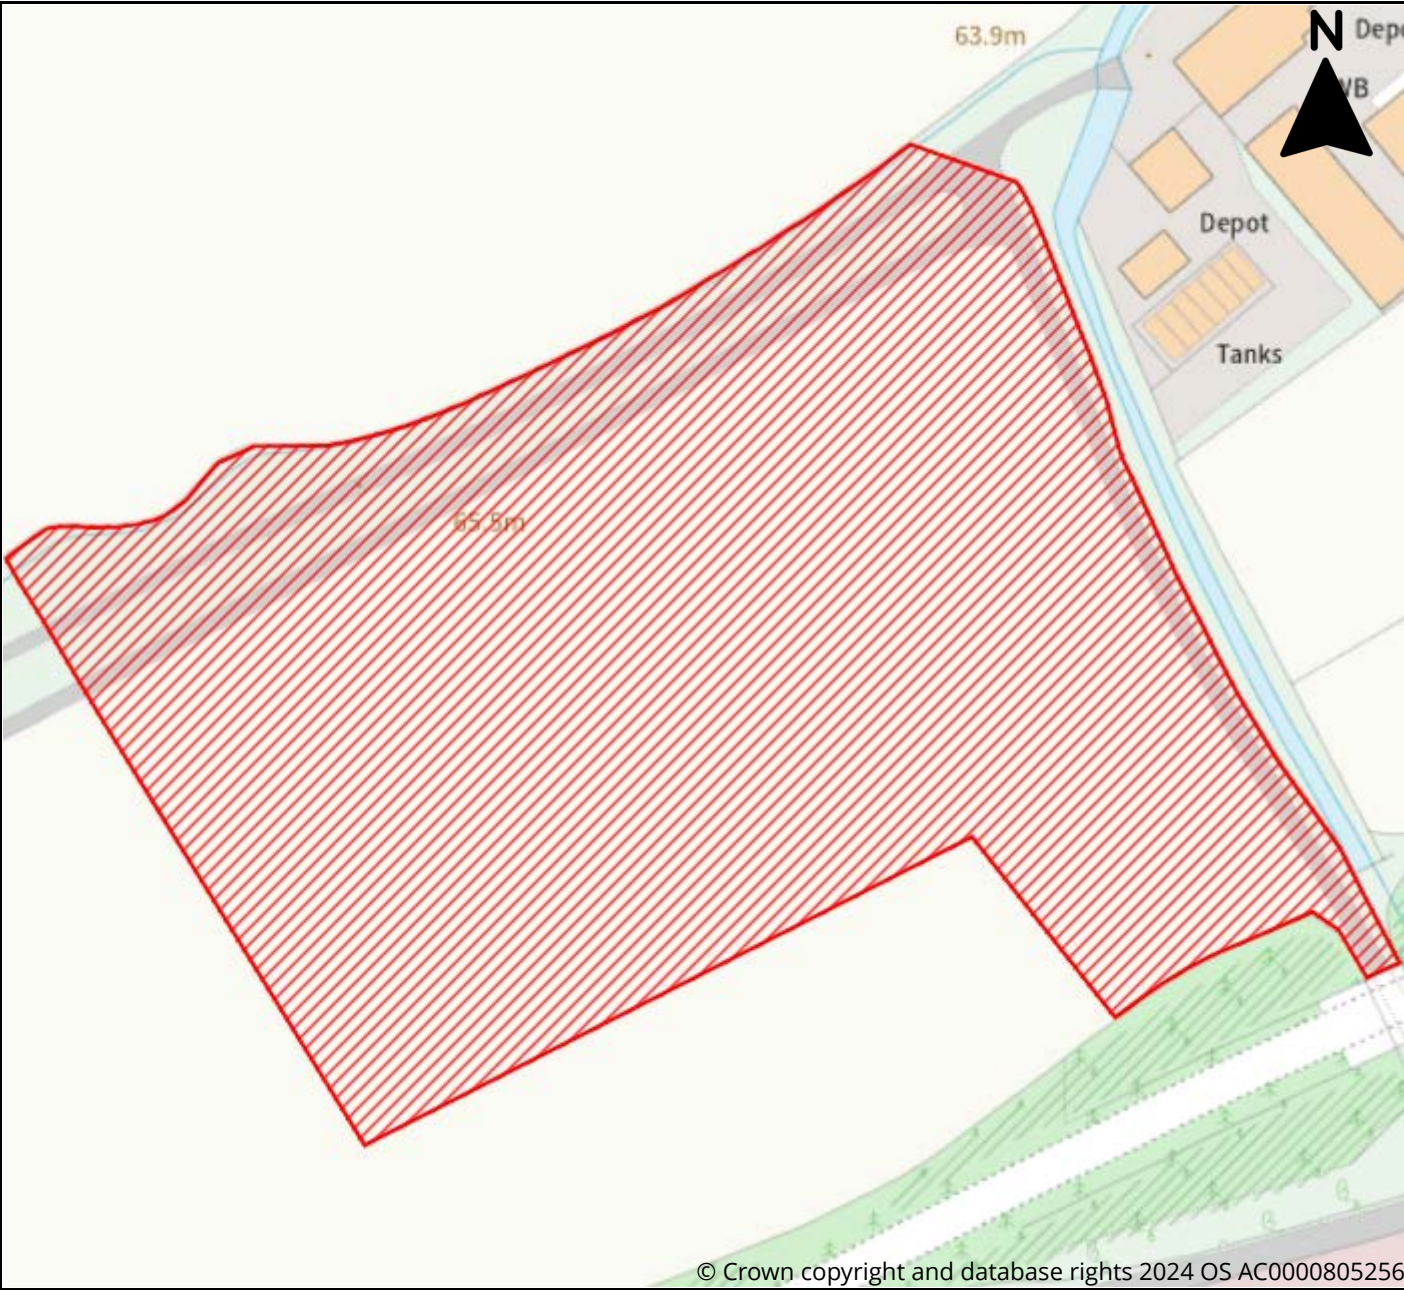 63.9m
N
Depot
Tanks
65.5m
© Crown copyright and database rights 2024 OS AC0000805256